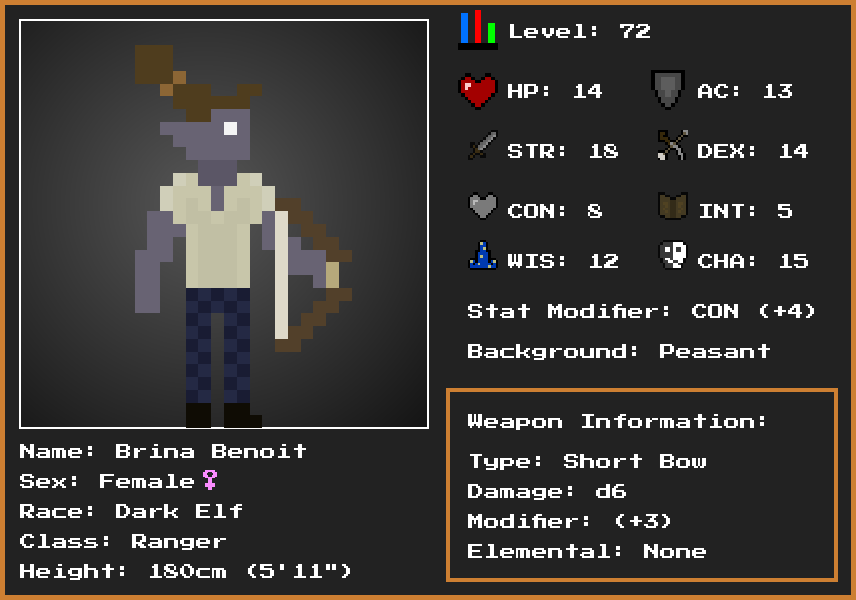 Level: 72
HP: 14
AC: 13
STR: 18
DEX: 14
CON: 8
INT: 5
WIS: 12
CHA: 15
Stat Modifier: CON (+4)
Background: Peasant
Weapon Information:
Type: Short Bow
Damage: d6
Modifier: (+3)
Elemental: None
Name: Brina Benoit
Sex: Female♀
Race: Dark Elf
Class: Ranger
Height: 180cm (5'11")